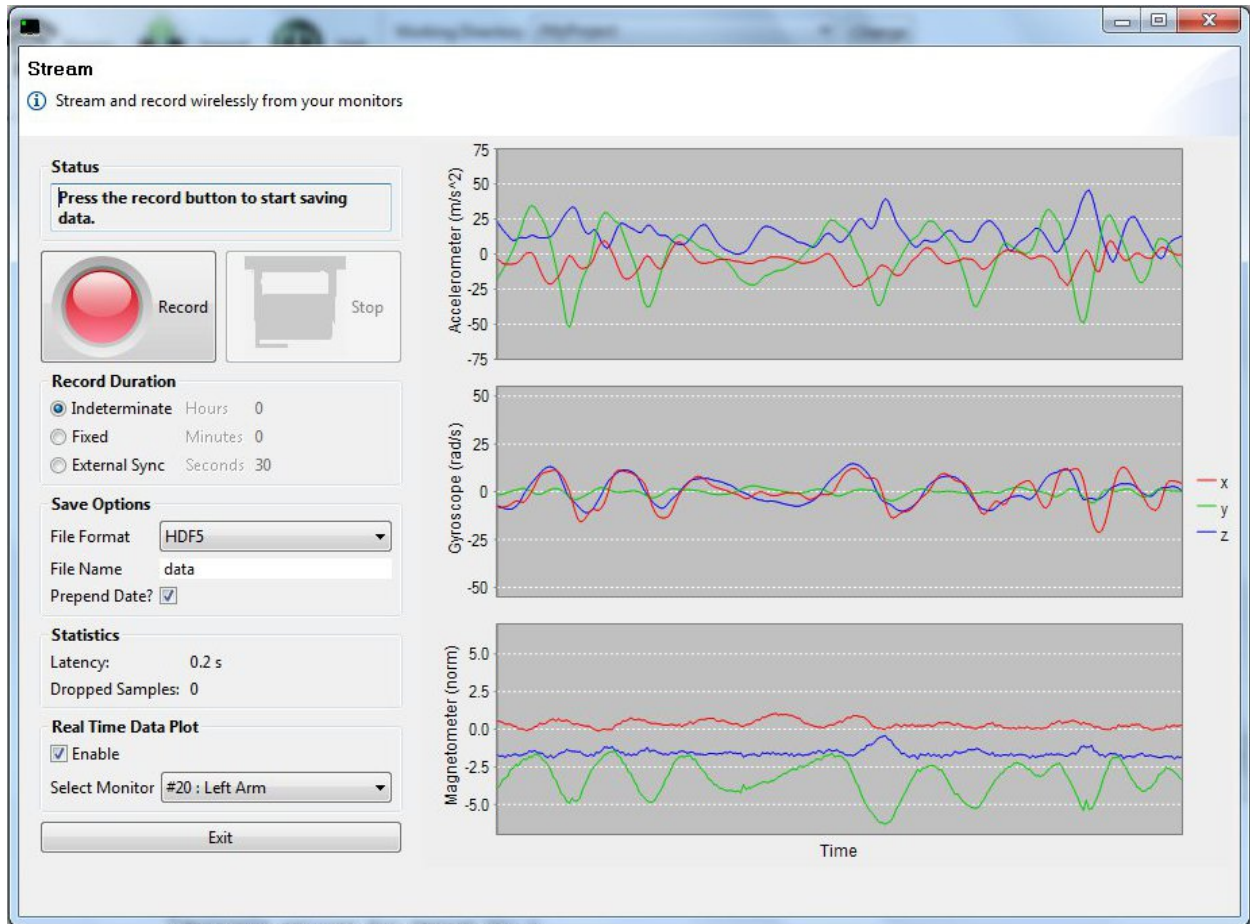 Stream
Stream and record wirelessly from your monitors
Status
Press the record button to start saving
data.
Record
Stop
Record Duration
Indeterminate Hours 0
Fixed Minutes 0
External Sync Seconds 30
Save Options
File Format HDF5
File Name data
Prepend Date?
Statistics
Latency: 0.2 s
Dropped Samples: 0
Real Time Data Plot
Enable
Select Monitor #20 : Left Arm
Exit
Accelerometer (m/s^2)
75
50
25
0
-25
-50
-75
Gyroscope (rad/s)
50
25
0
-25
-50
x
y
z
Magnetometer (norm)
5.0
2.5
0.0
-2.5
-5.0
Time